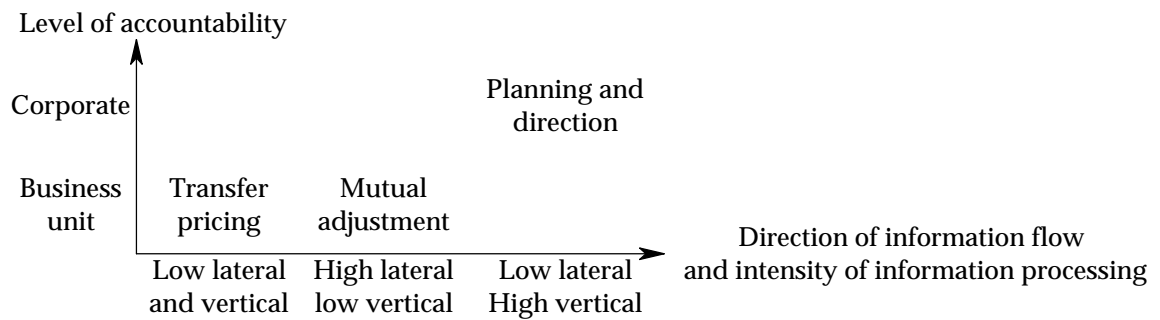 Level of accountability
Corporate
Planning and
direction
Business
unit
Transfer
pricing
Mutual
adjustment
Direction of information flow
and intensity of information processing
Low lateral
and vertical
High lateral
low vertical
Low lateral
High vertical